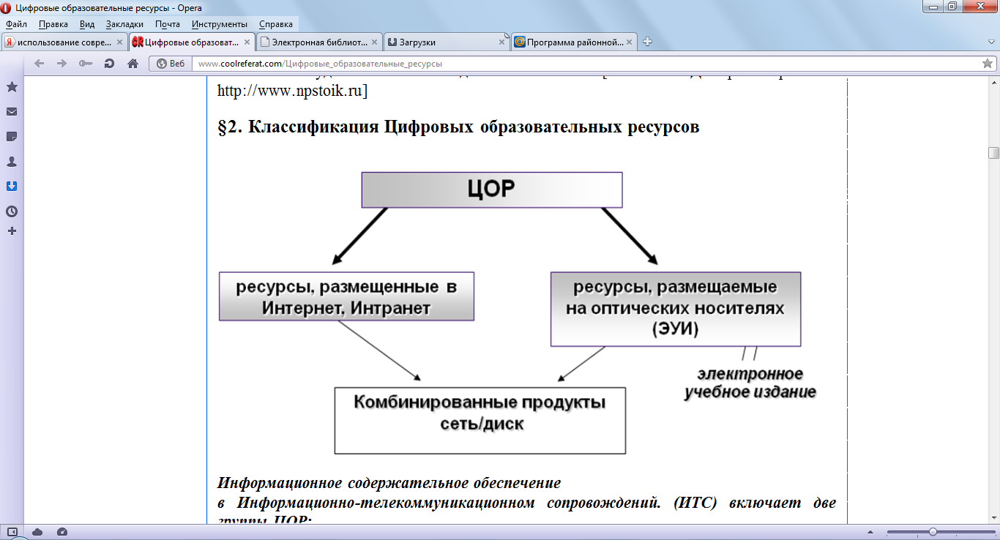 Цифровые образовательные ресурсы - Opera
Файл Правка Вид Закладки Почта Инструменты Справка
использование совре... Цифровые образоват... Электронная библиот... Загрузки Программа районной...
Веб www.coolreferat.com/Цифровые_образовательные_ресурсы
http://www.npstoik.ru]
§2. Классификация Цифровых образовательных ресурсов
ЦОР
ресурсы, размещенные в
Интернет, Интранет
ресурсы, размещаемые
на оптических носителях
(ЭУИ)
электронное
учебное издание
Комбинированные продукты
сеть/диск
Информационное содержательное обеспечение
в Информационно-телекоммуникационном сопровождений. (ИТС) включает две
группы ЦОР: